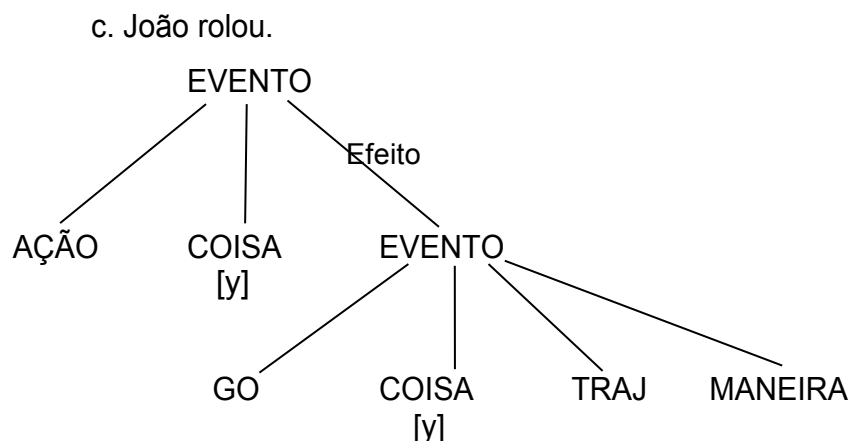 c. João rolou.
EVENTO
Efeito
AÇÃO COISA EVENTO
[y]
GO COISA TRAJ MANEIRA
[y]